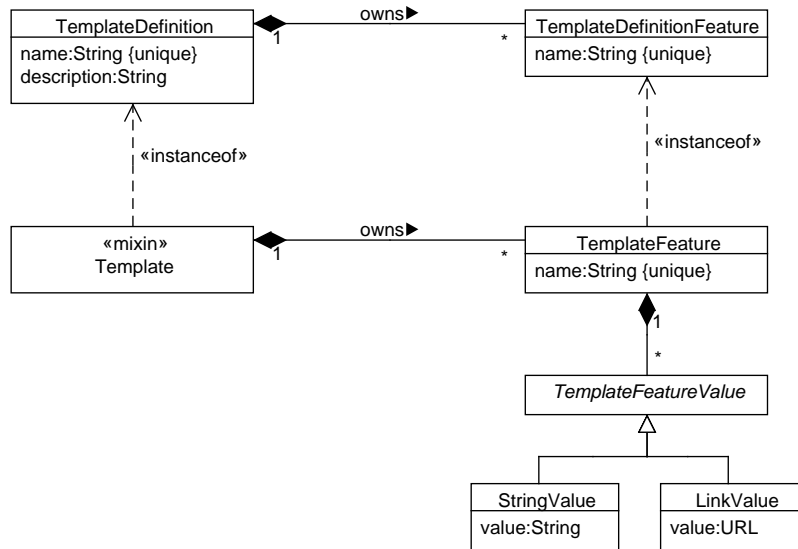 TemplateDefinition
name:String {unique}
description:String
owns▶
1
*
TemplateDefinitionFeature
name:String {unique}
«instanceof»
«instanceof»
«mixin»
Template
owns▶
1
*
TemplateFeature
name:String {unique}
1
*
TemplateFeatureValue
StringValue
value:String
LinkValue
value:URL